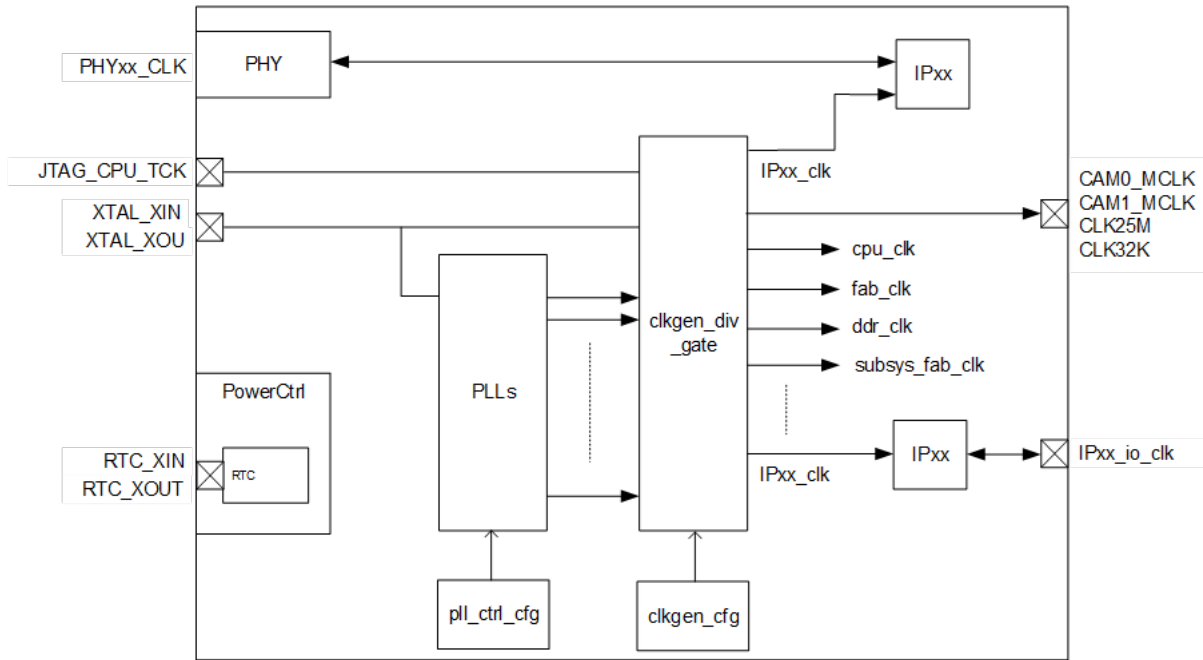 PHYxx_CLK
PHY
IPxx
JTAG_CPU_TCK
IPxx_clk
XTAL_XIN
XTAL_XOU
CAM0_MCLK
CAM1_MCLK
CLK25M
CLK32K
cpu_clk
fab_clk
ddr_clk
subsys_fab_clk
clkgen_div
_gate
PLLs
PowerCtrl
RTC_XIN
RTC_XOUT
RTC
IPxx_clk
IPxx
IPxx_io_clk
pll_ctrl_cfg
clkgen_cfg